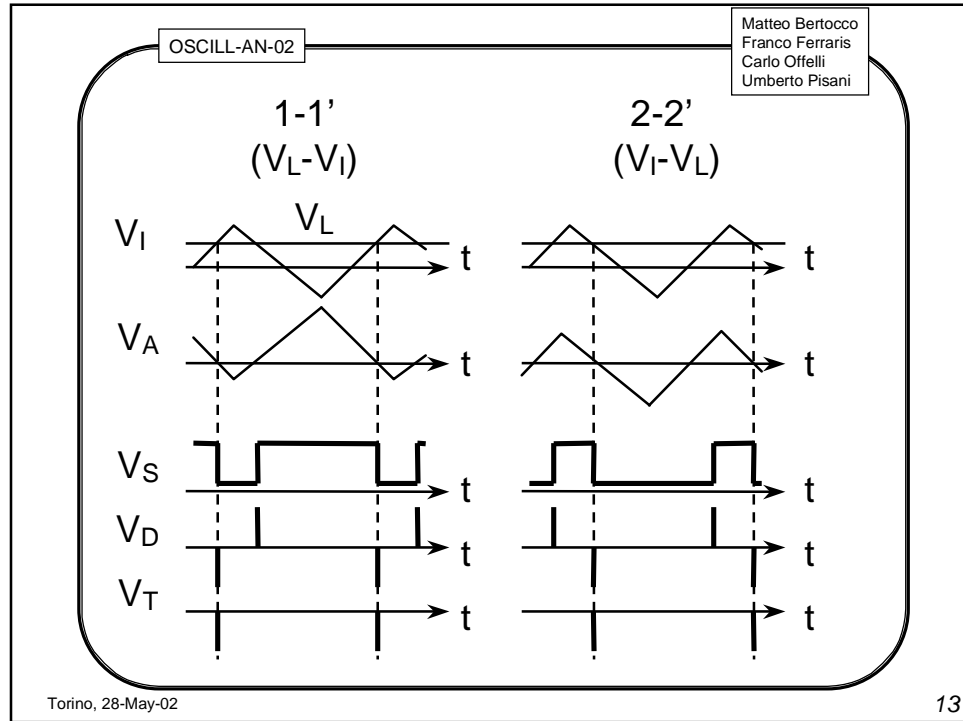 OSCILL-AN-02
Matteo Bertocco
Franco Ferraris
Carlo Offelli
Umberto Pisani
1-1’
(VL-VI)
2-2’
(VI-VL)
VI
VL
t
t
VA
t
t
VS
t
t
VD
t
t
VT
t
t
Torino, 28-May-02
13